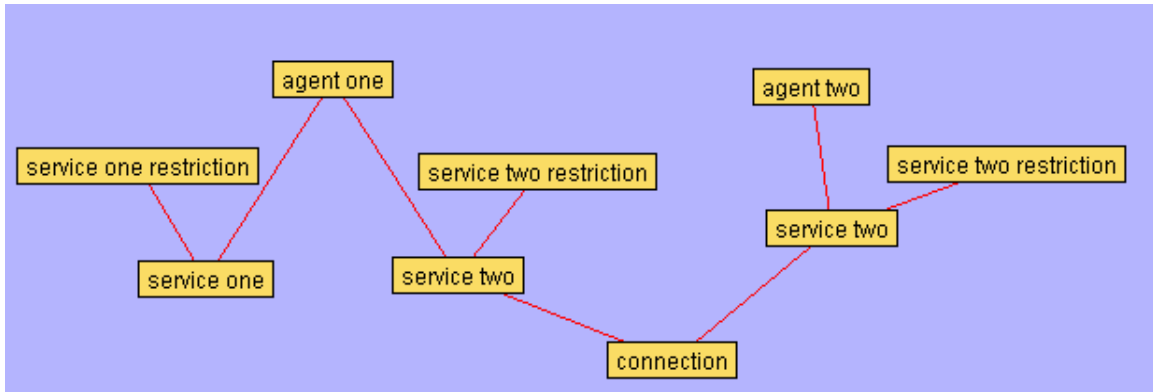 agent one
agent two
service one restriction
service two restriction
service two restriction
service two
service one
service two
connection